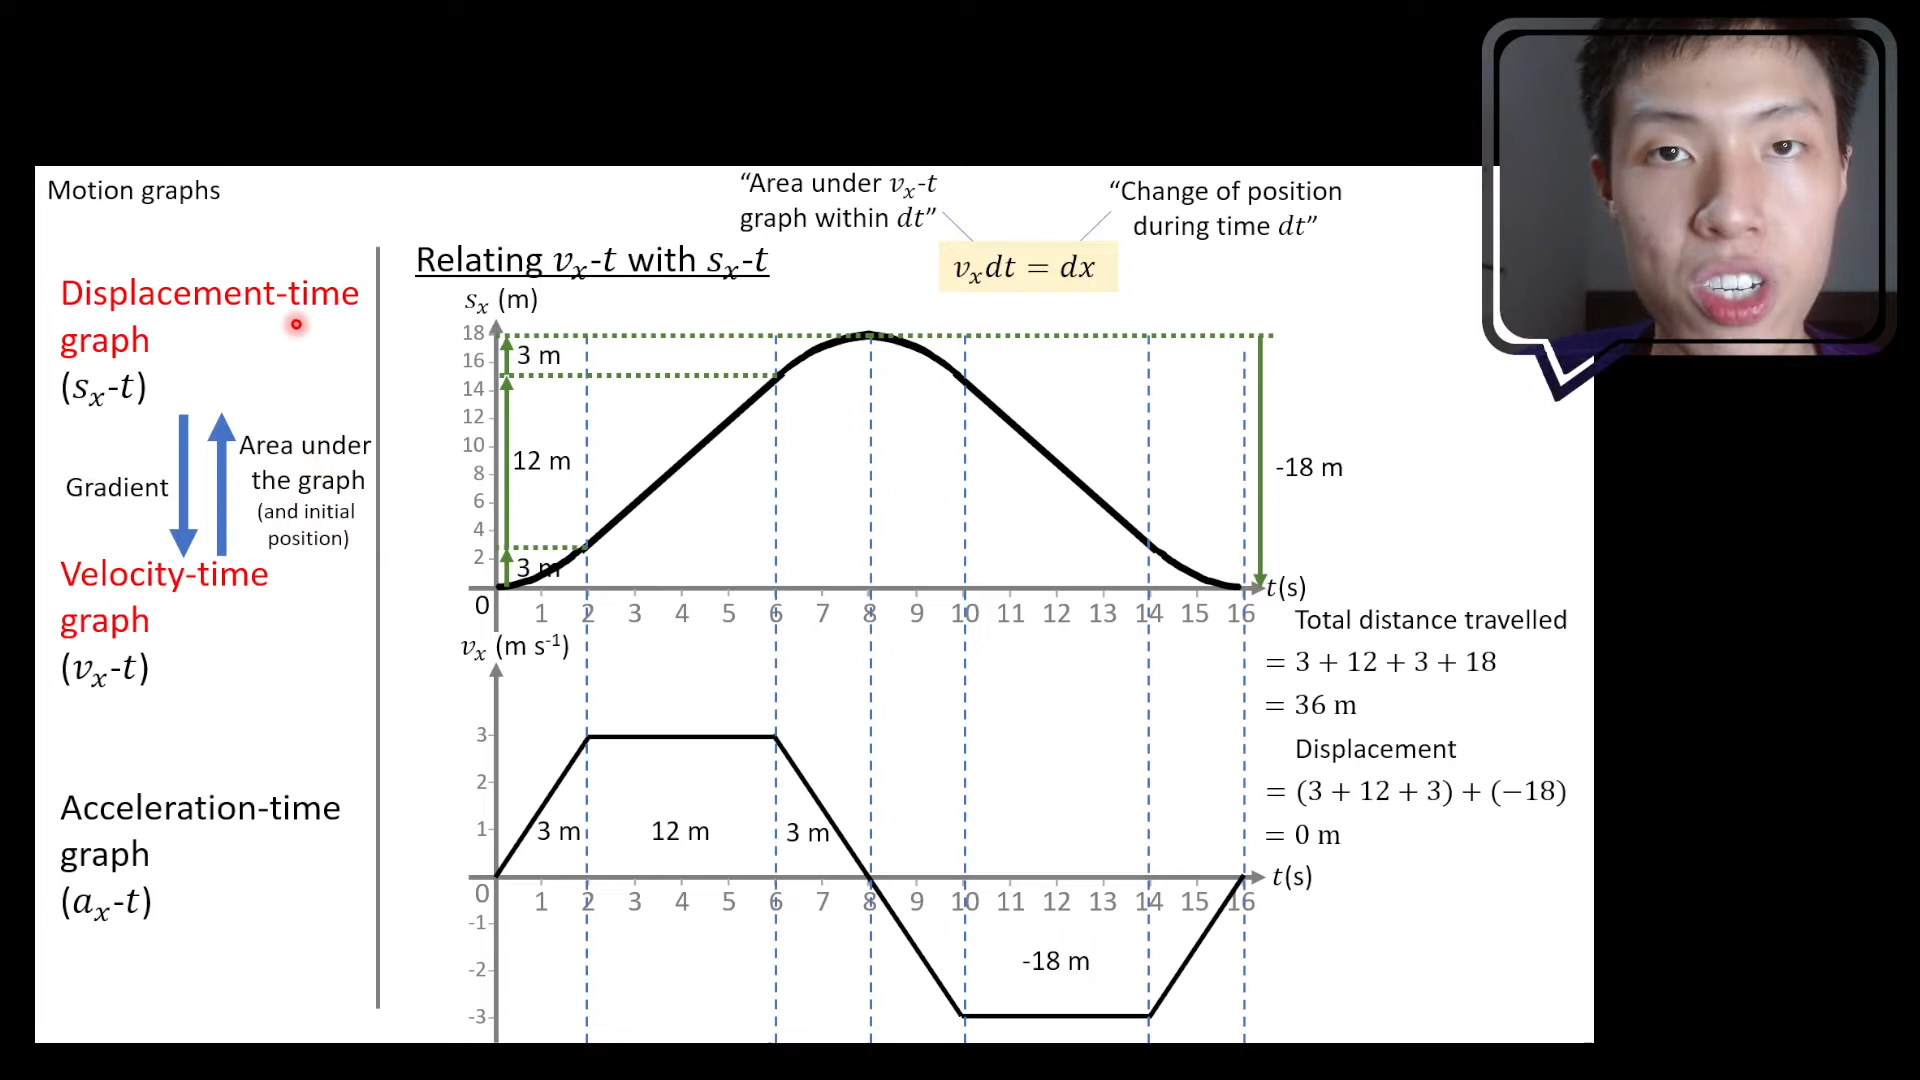 Motion graphs
“Area under vₓ-t
graph within dt”
“Change of position
during time dt”
vₓdt = dx
Relating vₓ-t with sₓ-t
Displacement-time
graph
(sₓ-t)
Gradient
Area under
the graph
(and initial
position)
Velocity-time
graph
(vₓ-t)
Acceleration-time
graph
(aₓ-t)
sₓ (m)
18
16
14
12
10
8
6
4
2
0
3 m
12 m
3 m
-18 m
1 2 3 4 5 6 7 8 9 10 11 12 13 14 15 16
t(s)
vₓ (m s⁻¹)
3
2
1
0
-1
-2
-3
3 m 12 m 3 m
-18 m
1 2 3 4 5 6 7 8 9 10 11 12 13 14 15 16
t(s)
Total distance travelled
= 3 + 12 + 3 + 18
= 36 m
Displacement
= (3 + 12 + 3) + (−18)
= 0 m